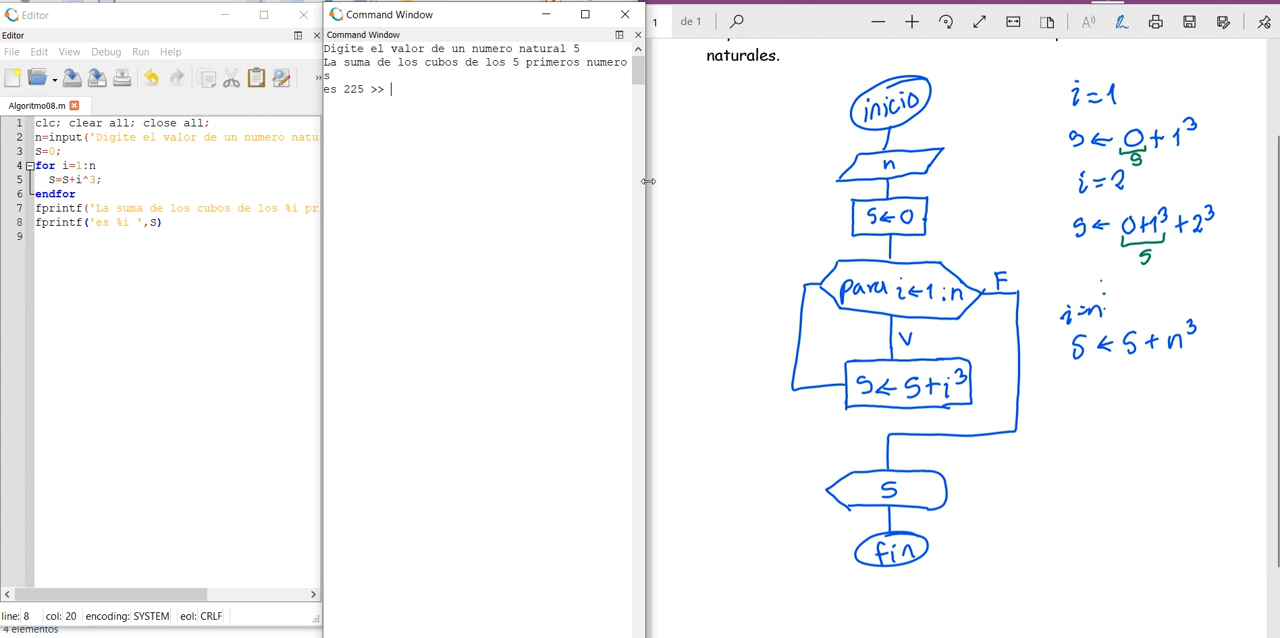 Editor
Editor
File Edit View Debug Run Help
»
Algoritmo08.m
1 clc; clear all; close all;
2 n=input('Digite el valor de un numero natu
3 S=0;
4 for i=1:n
5 S=S+i^3;
6 endfor
7 fprintf('La suma de los cubos de los %i pr
8 fprintf('es %i ',S)
9
line: 8 col: 20 encoding: SYSTEM eol: CRLF
4 elementos
Command Window
Command Window
Digite el valor de un numero natural 5
La suma de los cubos de los 5 primeros numero
s
es 225 >>
1 de 1
naturales.
inicio
n
S←0
para i←1:n
F
V
S←S+i³
S
fin
i=1
S←0+1³
S
i=2
S←0+1³+2³
S
⋮
i=n
S←S+n³